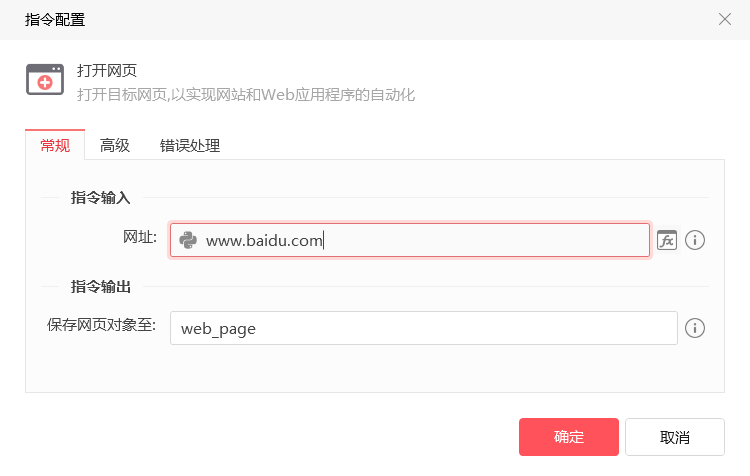 指令配置
打开网页
打开目标网页,以实现网站和Web应用程序的自动化
常规 高级 错误处理
指令输入
网址: www.baidu.com fx
指令输出
保存网页对象至: web_page
确定 取消